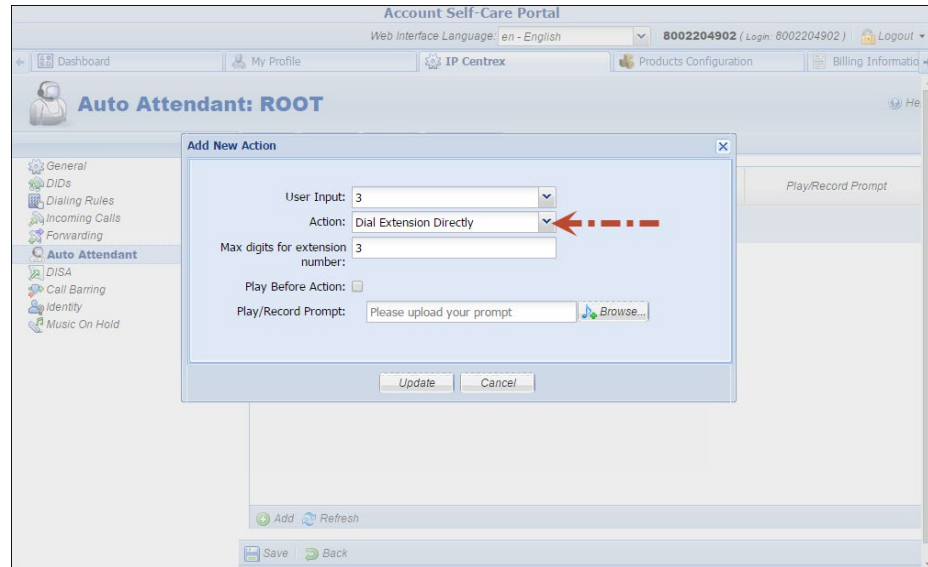 Account Self-Care Portal
Web Interface Language: en - English 8002204902 (Login: 8002204902) Logout
Dashboard My Profile IP Centrex Products Configuration Billing Informatio
Auto Attendant: ROOT He
Add New Action
General
DIDs
Dialing Rules
Incoming Calls
Forwarding
Auto Attendant
DISA
Call Barring
Identity
Music On Hold
Play/Record Prompt
User Input: 3
Action: Dial Extension Directly
Max digits for extension number: 3
Play Before Action:
Play/Record Prompt: Please upload your prompt Browse...
Update Cancel
Add Refresh
Save Back